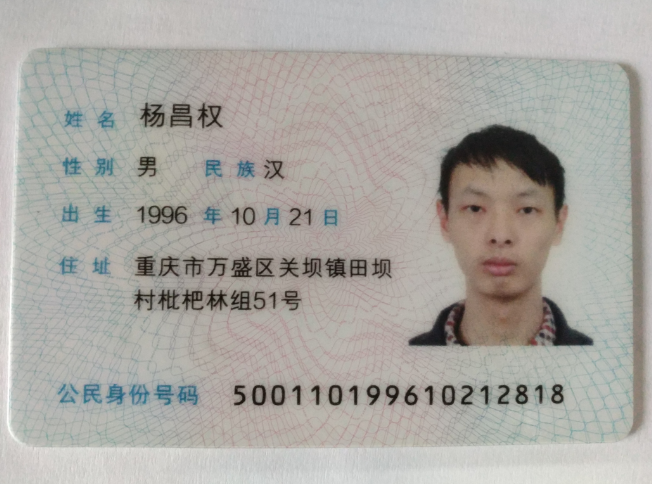 姓名 杨昌权
性别 男 民族 汉
出生 1996 年 10 月 21 日
住址 重庆市万盛区关坝镇田坝
村枇杷林组51号
公民身份号码 500110199610212818